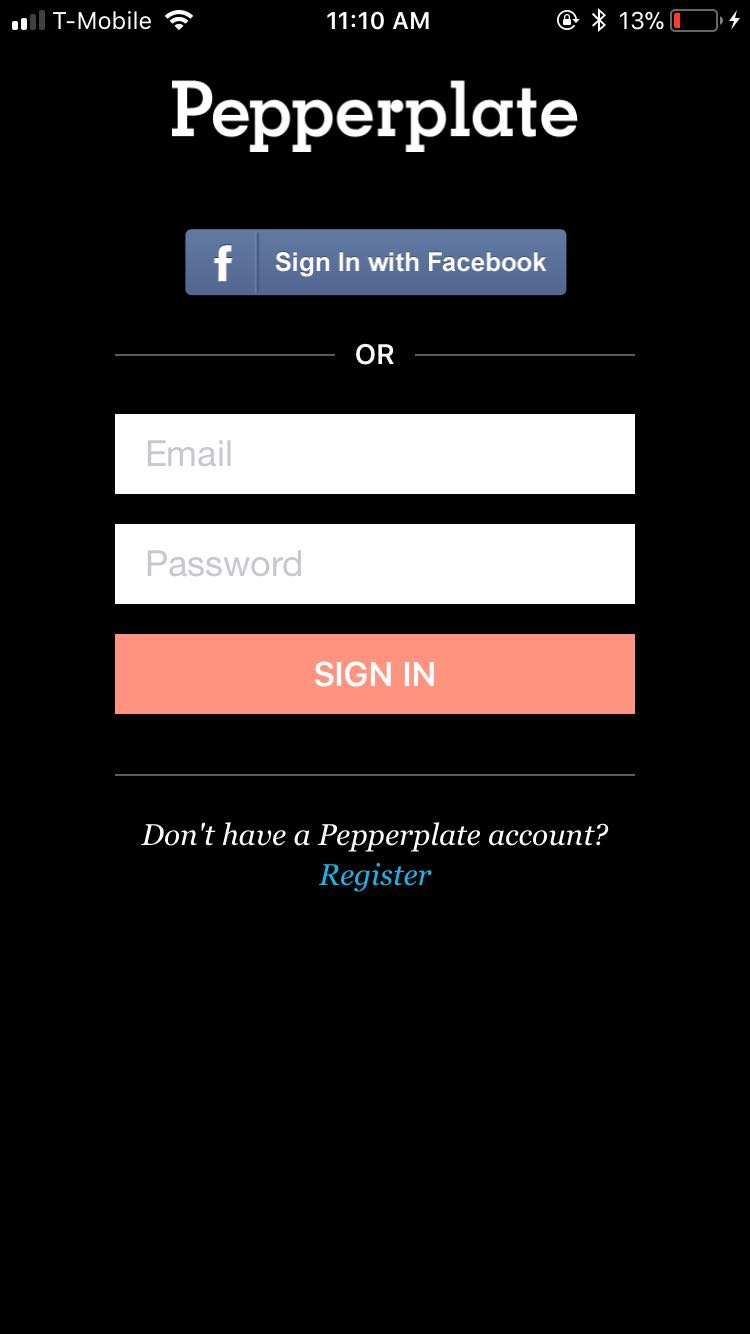 T-Mobile 11:10 AM 13%
Pepperplate
f Sign In with Facebook
OR
Email
Password
SIGN IN
Don't have a Pepperplate account?
Register